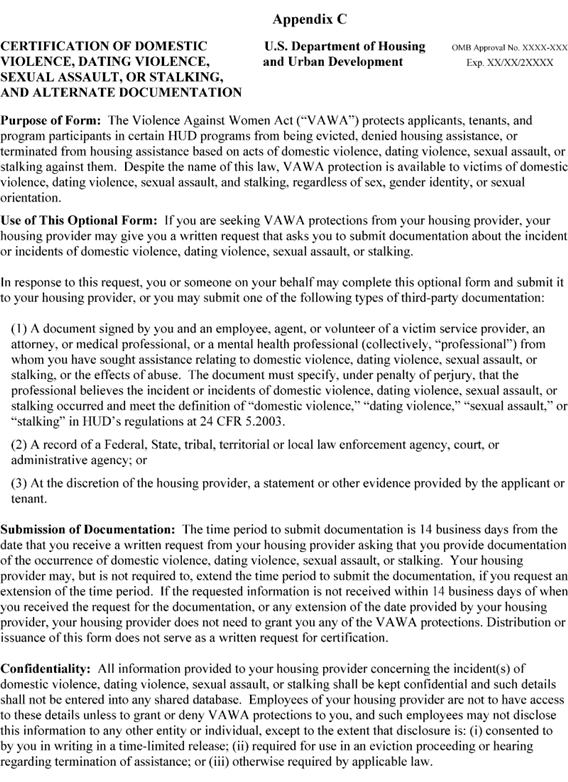 Appendix C
CERTIFICATION OF DOMESTIC VIOLENCE, DATING VIOLENCE, SEXUAL ASSAULT, OR STALKING, AND ALTERNATE DOCUMENTATION
U.S. Department of Housing and Urban Development
OMB Approval No. XXXX-XXX
Exp. XX/XX/2XXXX
Purpose of Form: The Violence Against Women Act (“VAWA”) protects applicants, tenants, and
program participants in certain HUD programs from being evicted, denied housing assistance, or
terminated from housing assistance based on acts of domestic violence, dating violence, sexual assault, or
stalking against them. Despite the name of this law, VAWA protection is available to victims of domestic
violence, dating violence, sexual assault, and stalking, regardless of sex, gender identity, or sexual
orientation.
Use of This Optional Form: If you are seeking VAWA protections from your housing provider, your
housing provider may give you a written request that asks you to submit documentation about the incident
or incidents of domestic violence, dating violence, sexual assault, or stalking.
In response to this request, you or someone on your behalf may complete this optional form and submit it
to your housing provider, or you may submit one of the following types of third-party documentation:
(1) A document signed by you and an employee, agent, or volunteer of a victim service provider, an
attorney, or medical professional, or a mental health professional (collectively, “professional”) from
whom you have sought assistance relating to domestic violence, dating violence, sexual assault, or
stalking, or the effects of abuse. The document must specify, under penalty of perjury, that the
professional believes the incident or incidents of domestic violence, dating violence, sexual assault, or
stalking occurred and meet the definition of “domestic violence,” “dating violence,” “sexual assault,” or
“stalking” in HUD’s regulations at 24 CFR 5.2003.
(2) A record of a Federal, State, tribal, territorial or local law enforcement agency, court, or
administrative agency; or
(3) At the discretion of the housing provider, a statement or other evidence provided by the applicant or
tenant.
Submission of Documentation: The time period to submit documentation is 14 business days from the
date that you receive a written request from your housing provider asking that you provide documentation
of the occurrence of domestic violence, dating violence, sexual assault, or stalking. Your housing
provider may, but is not required to, extend the time period to submit the documentation, if you request an
extension of the time period. If the requested information is not received within 14 business days of when
you received the request for the documentation, or any extension of the date provided by your housing
provider, your housing provider does not need to grant you any of the VAWA protections. Distribution or
issuance of this form does not serve as a written request for certification.
Confidentiality: All information provided to your housing provider concerning the incident(s) of
domestic violence, dating violence, sexual assault, or stalking shall be kept confidential and such details
shall not be entered into any shared database. Employees of your housing provider are not to have access
to these details unless to grant or deny VAWA protections to you, and such employees may not disclose
this information to any other entity or individual, except to the extent that disclosure is: (i) consented to
by you in writing in a time-limited release; (ii) required for use in an eviction proceeding or hearing
regarding termination of assistance; or (iii) otherwise required by applicable law.